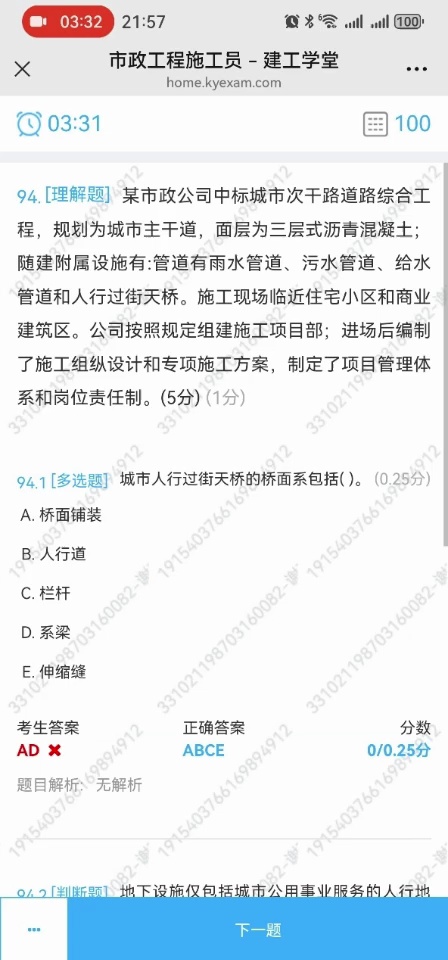 03:32 21:57 6 100
市政工程施工员 - 建工学堂
home.kyexam.com
03:31 100
94. [理解题] 某市政公司中标城市次干路道路综合工
程，规划为城市主干道，面层为三层式沥青混凝土；
随建附属设施有:管道有雨水管道、污水管道、给水
管道和人行过街天桥。施工现场临近住宅小区和商业
建筑区。公司按照规定组建施工项目部；进场后编制
了施工组纵设计和专项施工方案，制定了项目管理体
系和岗位责任制。(5分) (1分)
94.1 [多选题] 城市人行过街天桥的桥面系包括( )。 (0.25分)
A. 桥面铺装
B. 人行道
C. 栏杆
D. 系梁
E. 伸缩缝
考生答案 正确答案 分数
AD ABCE 0/0.25分
题目解析: 无解析
94.2 [判断题] 地下设施仅包括城市公用事业服务的人行地
下一题